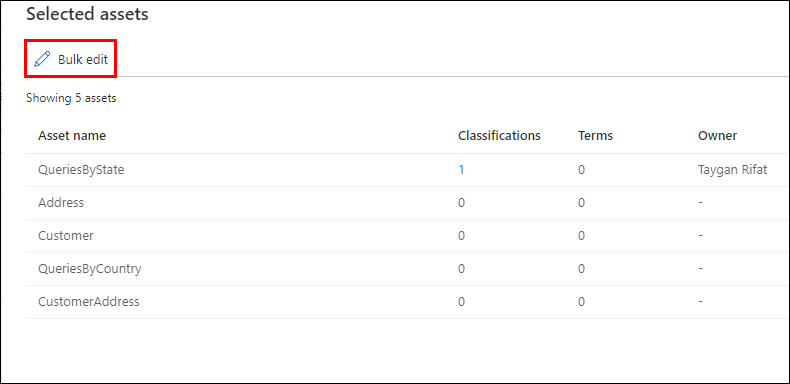 Selected assets
Bulk edit
Showing 5 assets
Asset name Classifications Terms Owner
QueriesByState 1 0 Taygan Rifat
Address 0 0 -
Customer 0 0 -
QueriesByCountry 0 0 -
CustomerAddress 0 0 -